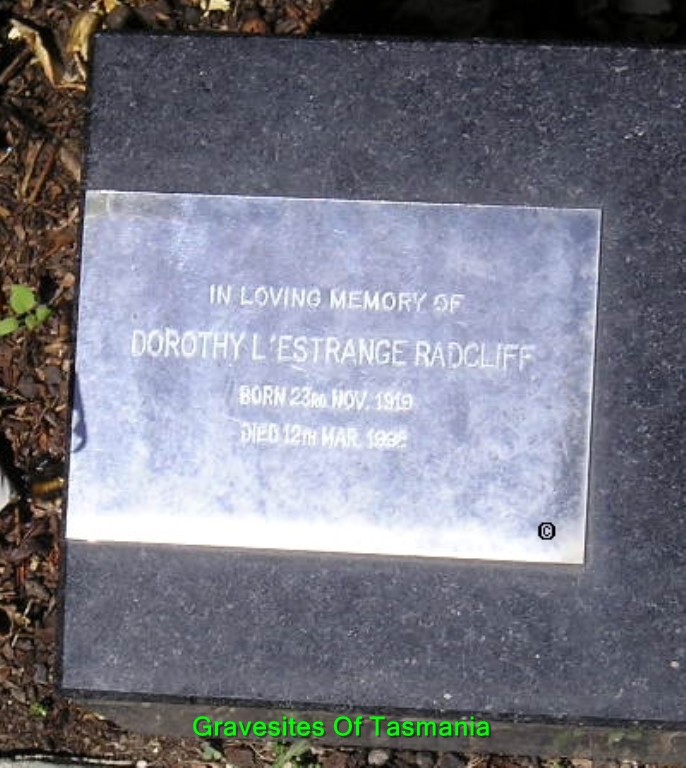 IN LOVING MEMORY OF
DOROTHY L'ESTRANGE RADCLIFF
BORN 23RD NOV. 1919
DIED 12TH MAR.
©
Gravesites Of Tasmania